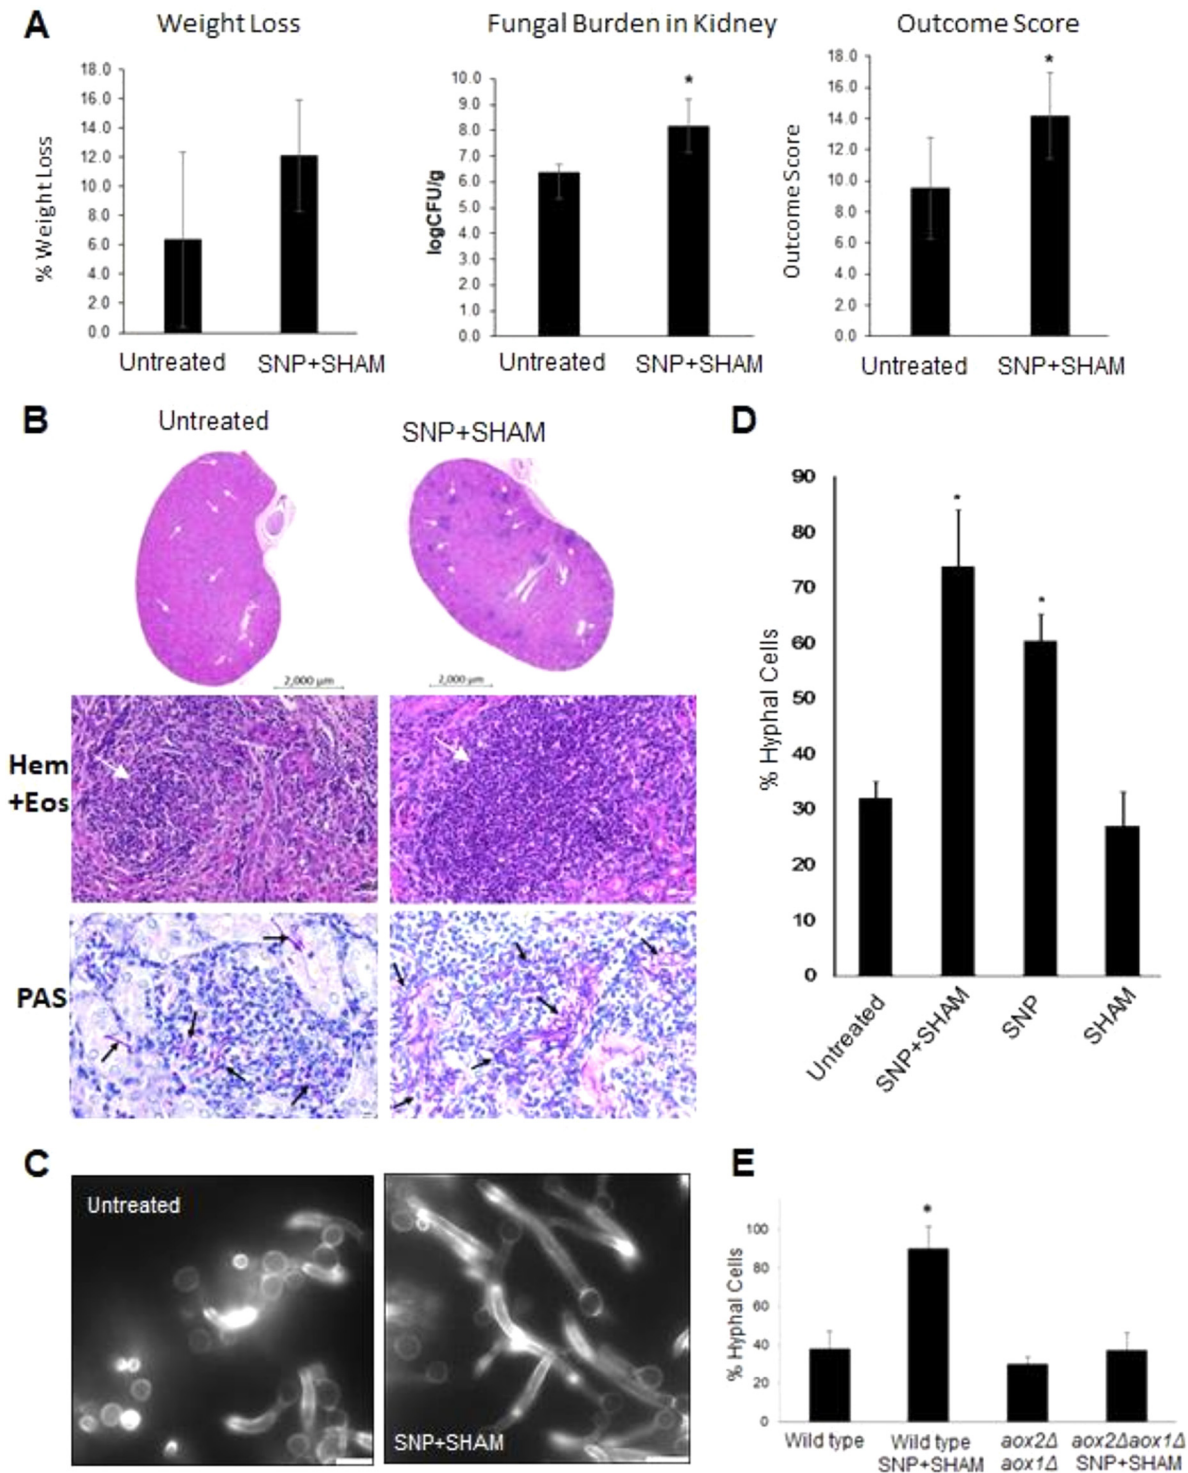 A
Weight Loss
Fungal Burden in Kidney
Outcome Score
% Weight Loss
18.0
16.0
14.0
12.0
10.0
8.0
6.0
4.0
2.0
0.0
Untreated
SNP+SHAM
logCFU/g
10.0
9.0
8.0
7.0
6.0
5.0
4.0
3.0
2.0
1.0
0.0
*
Untreated
SNP+SHAM
Outcome Score
18.0
16.0
14.0
12.0
10.0
8.0
6.0
4.0
2.0
0.0
*
Untreated
SNP+SHAM
B
Untreated
SNP+SHAM
2,000 µm
2,000 µm
Hem
+Eos
PAS
D
% Hyphal Cells
90
80
70
60
50
40
30
20
10
0
*
*
Untreated
SNP+SHAM
SNP
SHAM
C
Untreated
SNP+SHAM
E
% Hyphal Cells
100
80
60
40
20
0
*
Wild type
Wild type
SNP+SHAM
aox2Δ
aox1Δ
aox2Δaox1Δ
SNP+SHAM